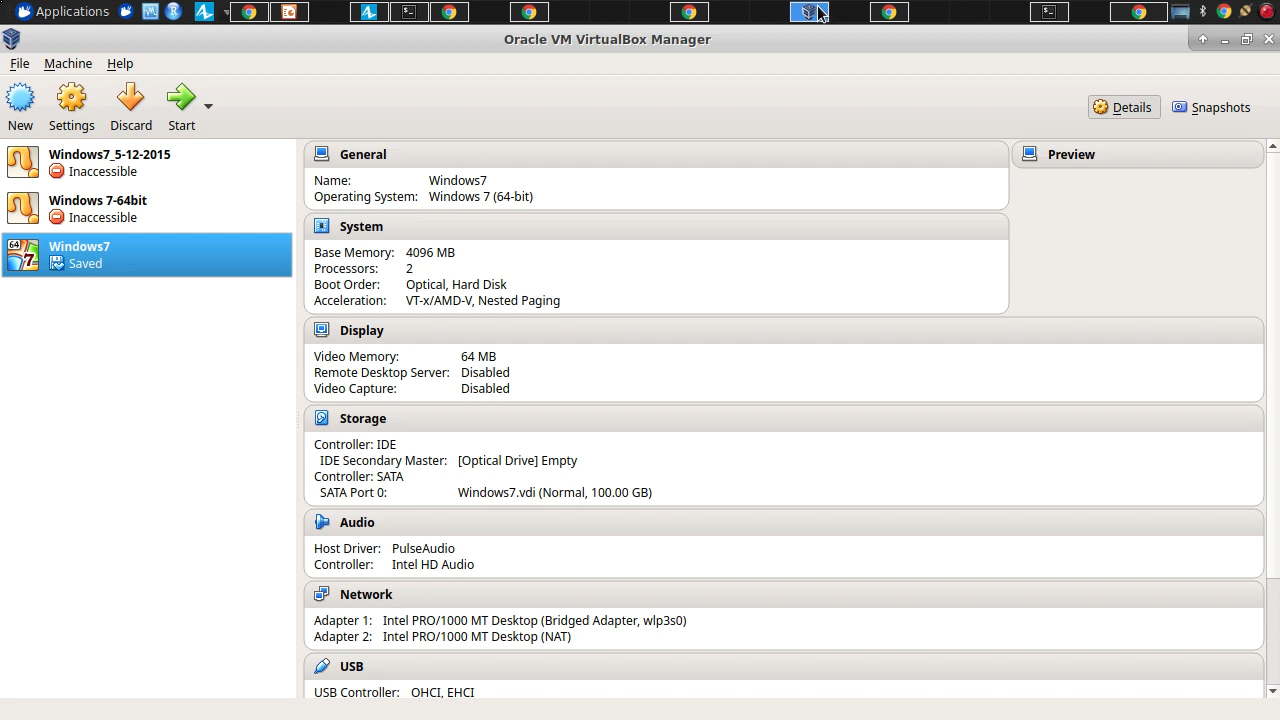 Applications
Oracle VM VirtualBox Manager
File Machine Help
New Settings Discard Start Details Snapshots
Windows7_5-12-2015
Inaccessible
Windows 7-64bit
Inaccessible
64 7 Windows7
Saved
General
Name: Windows7
Operating System: Windows 7 (64-bit)
Preview
System
Base Memory: 4096 MB
Processors: 2
Boot Order: Optical, Hard Disk
Acceleration: VT-x/AMD-V, Nested Paging
Display
Video Memory: 64 MB
Remote Desktop Server: Disabled
Video Capture: Disabled
Storage
Controller: IDE
IDE Secondary Master: [Optical Drive] Empty
Controller: SATA
SATA Port 0: Windows7.vdi (Normal, 100.00 GB)
Audio
Host Driver: PulseAudio
Controller: Intel HD Audio
Network
Adapter 1: Intel PRO/1000 MT Desktop (Bridged Adapter, wlp3s0)
Adapter 2: Intel PRO/1000 MT Desktop (NAT)
USB
USB Controller: OHCI, EHCI